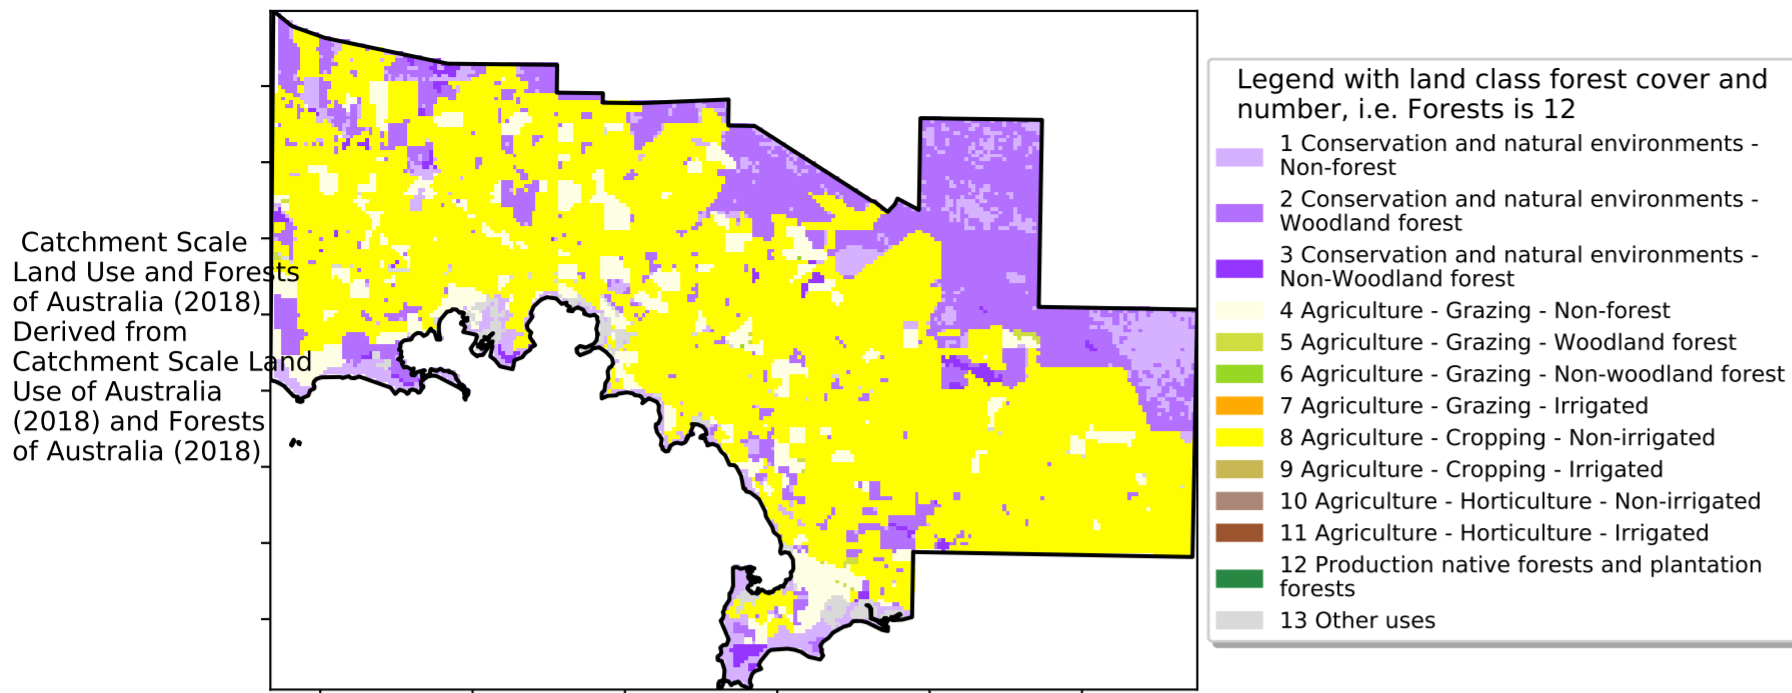 Catchment Scale
Land Use and Forests
of Australia (2018)
Derived from
Catchment Scale Land
Use of Australia
(2018) and Forests
of Australia (2018)
Legend with land class forest cover and
number, i.e. Forests is 12
1 Conservation and natural environments -
Non-forest
2 Conservation and natural environments -
Woodland forest
3 Conservation and natural environments -
Non-Woodland forest
4 Agriculture - Grazing - Non-forest
5 Agriculture - Grazing - Woodland forest
6 Agriculture - Grazing - Non-woodland forest
7 Agriculture - Grazing - Irrigated
8 Agriculture - Cropping - Non-irrigated
9 Agriculture - Cropping - Irrigated
10 Agriculture - Horticulture - Non-irrigated
11 Agriculture - Horticulture - Irrigated
12 Production native forests and plantation
forests
13 Other uses